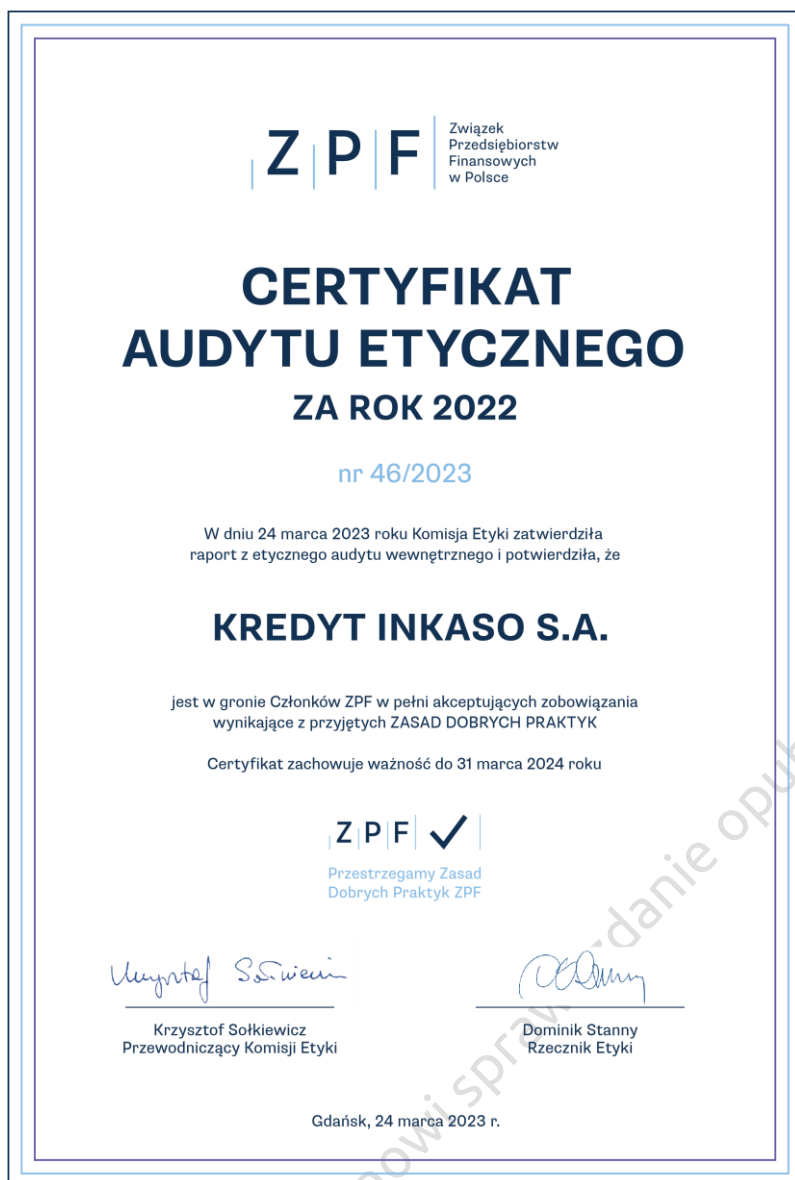 Z P F
Związek
Przedsiębiorstw
Finansowych
w Polsce
CERTYFIKAT
AUDYTU ETYCZNEGO
ZA ROK 2022
nr 46/2023
W dniu 24 marca 2023 roku Komisja Etyki zatwierdziła
raport z etycznego audytu wewnętrznego i potwierdziła, że
KREDYT INKASO S.A.
jest w gronie Członków ZPF w pełni akceptujących zobowiązania
wynikające z przyjętych ZASAD DOBRYCH PRAKTYK
Certyfikat zachowuje ważność do 31 marca 2024 roku
Z P F
Przestrzegamy Zasad
Dobrych Praktyk ZPF
Krzysztof Sołkiewicz
Przewodniczący Komisji Etyki
Dominik Stanny
Rzecznik Etyki
Gdańsk, 24 marca 2023 r.